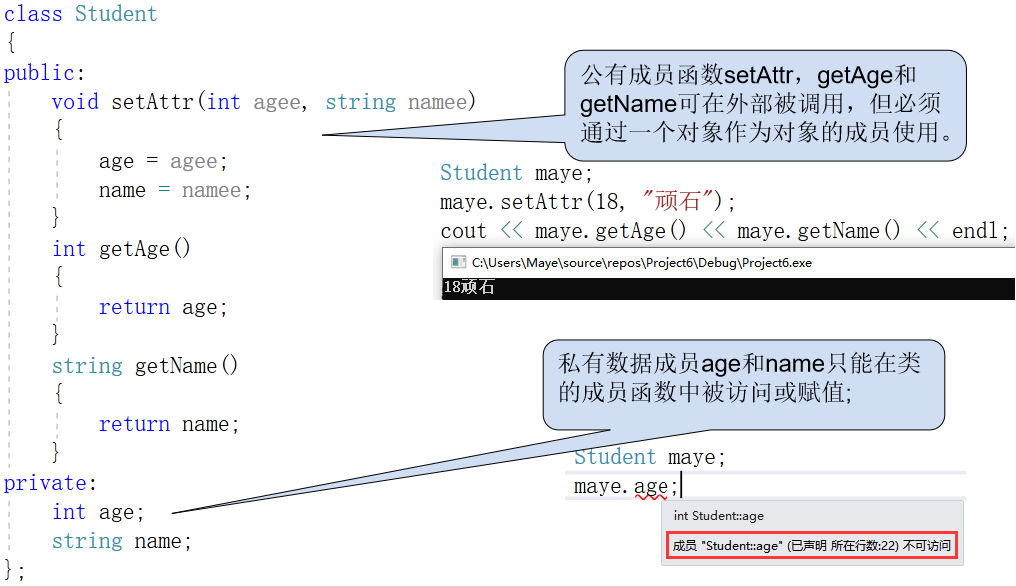 class Student
{
public:
void setAttr(int agee, string namee)
{
age = agee;
name = namee;
}
int getAge()
{
return age;
}
string getName()
{
return name;
}
private:
int age;
string name;
};
公有成员函数setAttr，getAge和
getName可在外部被调用，但必须
通过一个对象作为对象的成员使用。
Student maye;
maye.setAttr(18, "顽石");
cout << maye.getAge() << maye.getName() << endl;
C:\Users\Maye\source\repos\Project6\Debug\Project6.exe
18顽石
私有数据成员age和name只能在类
的成员函数中被访问或赋值;
Student maye;
maye.age;
int Student::age
成员 "Student::age" (已声明 所在行数:22) 不可访问